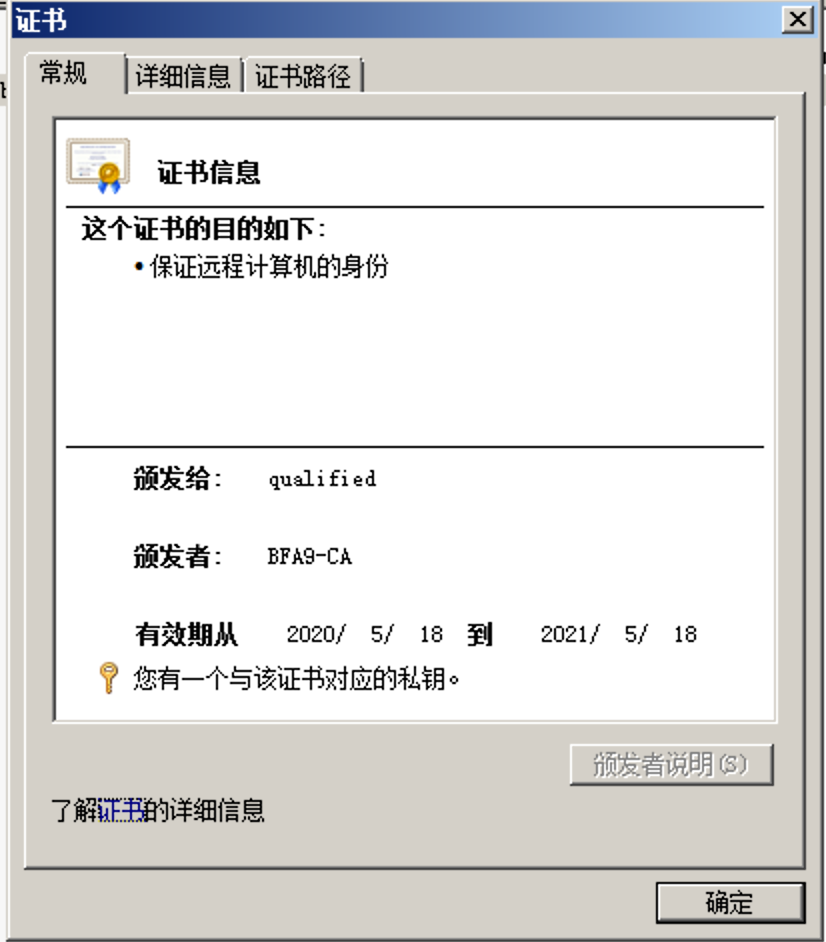 证书
常规 详细信息 证书路径
证书信息
这个证书的目的如下:
•保证远程计算机的身份
颁发给: qualified
颁发者: BFA9-CA
有效期从 2020/ 5/ 18 到 2021/ 5/ 18
您有一个与该证书对应的私钥。
颁发者说明(S)
了解证书的详细信息
确定